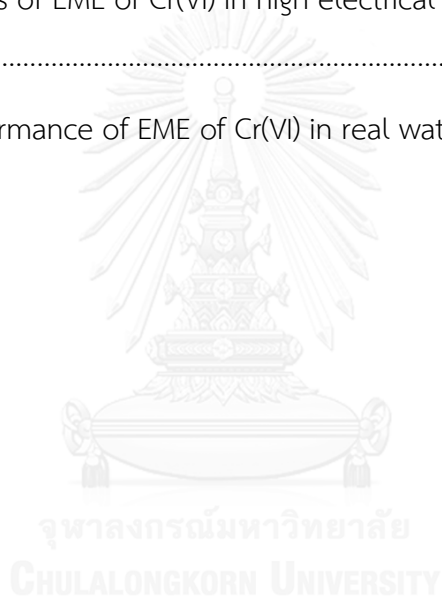 s of EME of Cr(VI) in high electrical
....................................................................................
rmance of EME of Cr(VI) in real wat
จุฬาลงกรณ์มหาวิทยาลัย
CHULALONGKORN UNIVERSITY